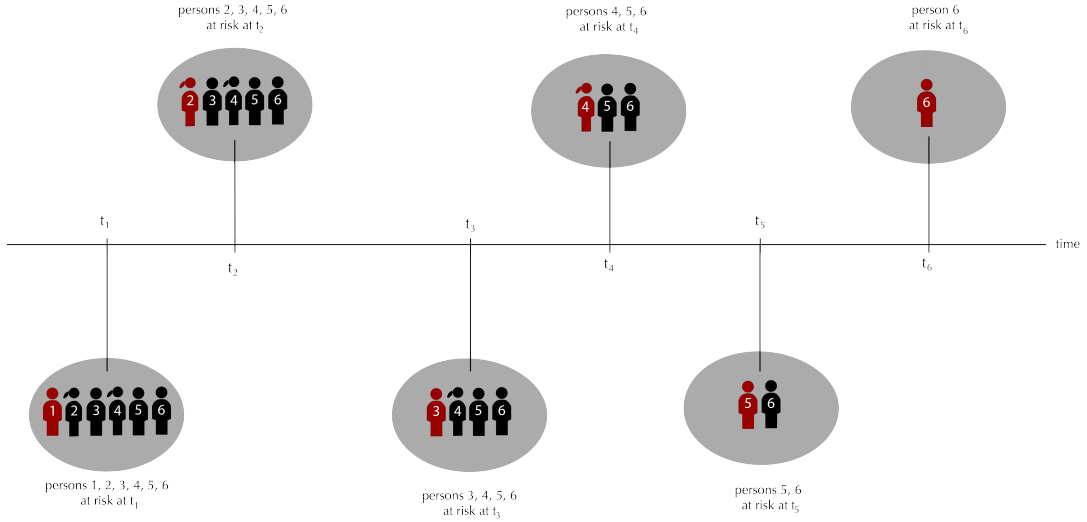 persons 2, 3, 4, 5, 6
at risk at t₂
2 3 4 5 6
persons 4, 5, 6
at risk at t₄
4 5 6
person 6
at risk at t₆
6
t₁
t₂
t₃
t₄
t₅
t₆
time
1 2 3 4 5 6
persons 1, 2, 3, 4, 5, 6
at risk at t₁
3 4 5 6
persons 3, 4, 5, 6
at risk at t₃
5 6
persons 5, 6
at risk at t₅